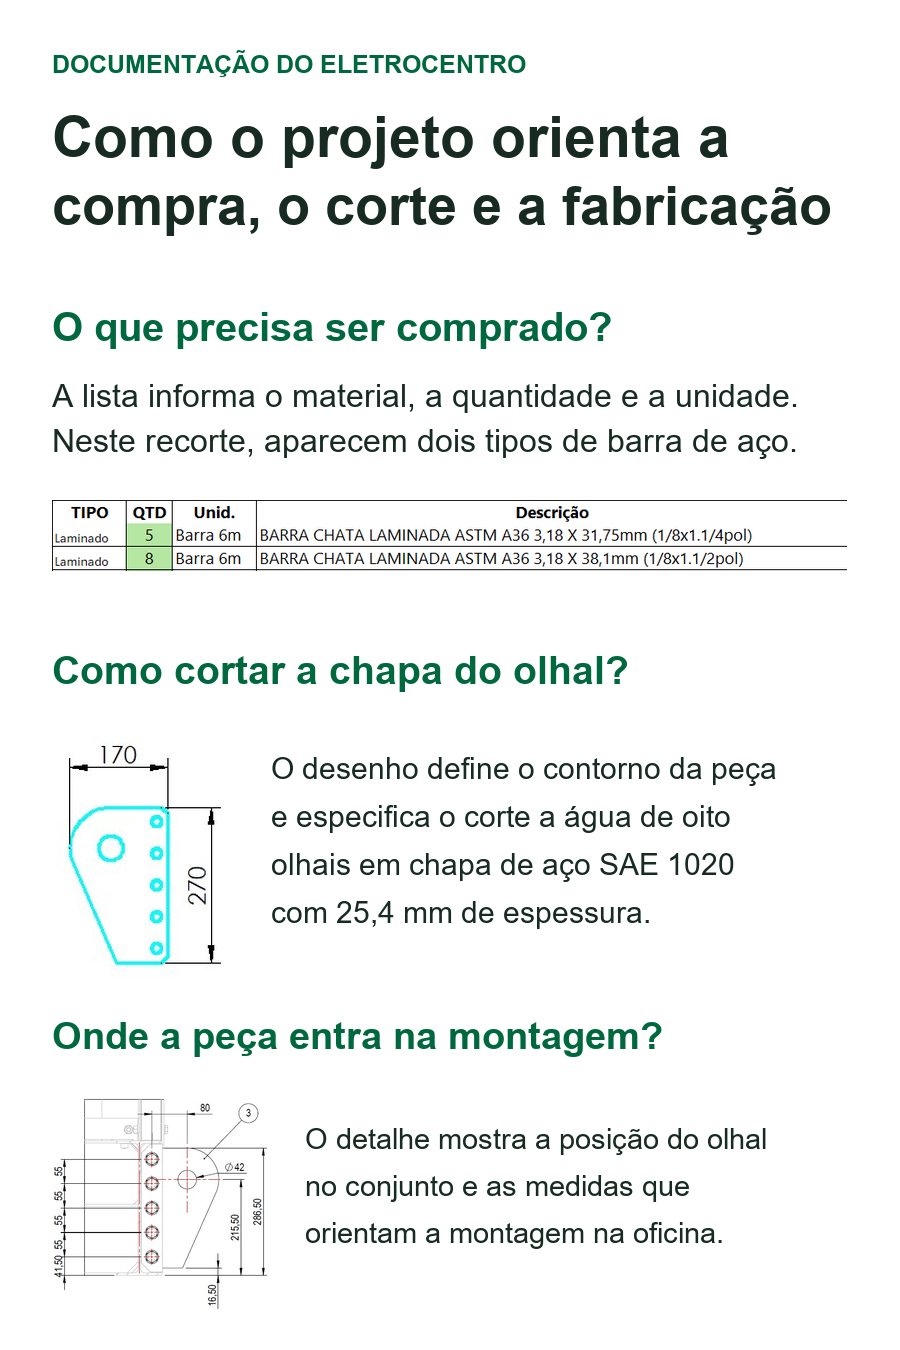 DOCUMENTAÇÃO DO ELETROCENTRO
Como o projeto orienta a
compra, o corte e a fabricação
O que precisa ser comprado?
A lista informa o material, a quantidade e a unidade.
Neste recorte, aparecem dois tipos de barra de aço.
TIPO QTD Unid. Descrição
Laminado 5 Barra 6m BARRA CHATA LAMINADA ASTM A36 3,18 X 31,75mm (1/8x1.1/4pol)
Laminado 8 Barra 6m BARRA CHATA LAMINADA ASTM A36 3,18 X 38,1mm (1/8x1.1/2pol)
Como cortar a chapa do olhal?
170
270
O desenho define o contorno da peça
e especifica o corte a água de oito
olhais em chapa de aço SAE 1020
com 25,4 mm de espessura.
Onde a peça entra na montagem?
80
3
Ø42
55
55
55
55
41,50
215,50
286,50
16,50
O detalhe mostra a posição do olhal
no conjunto e as medidas que
orientam a montagem na oficina.